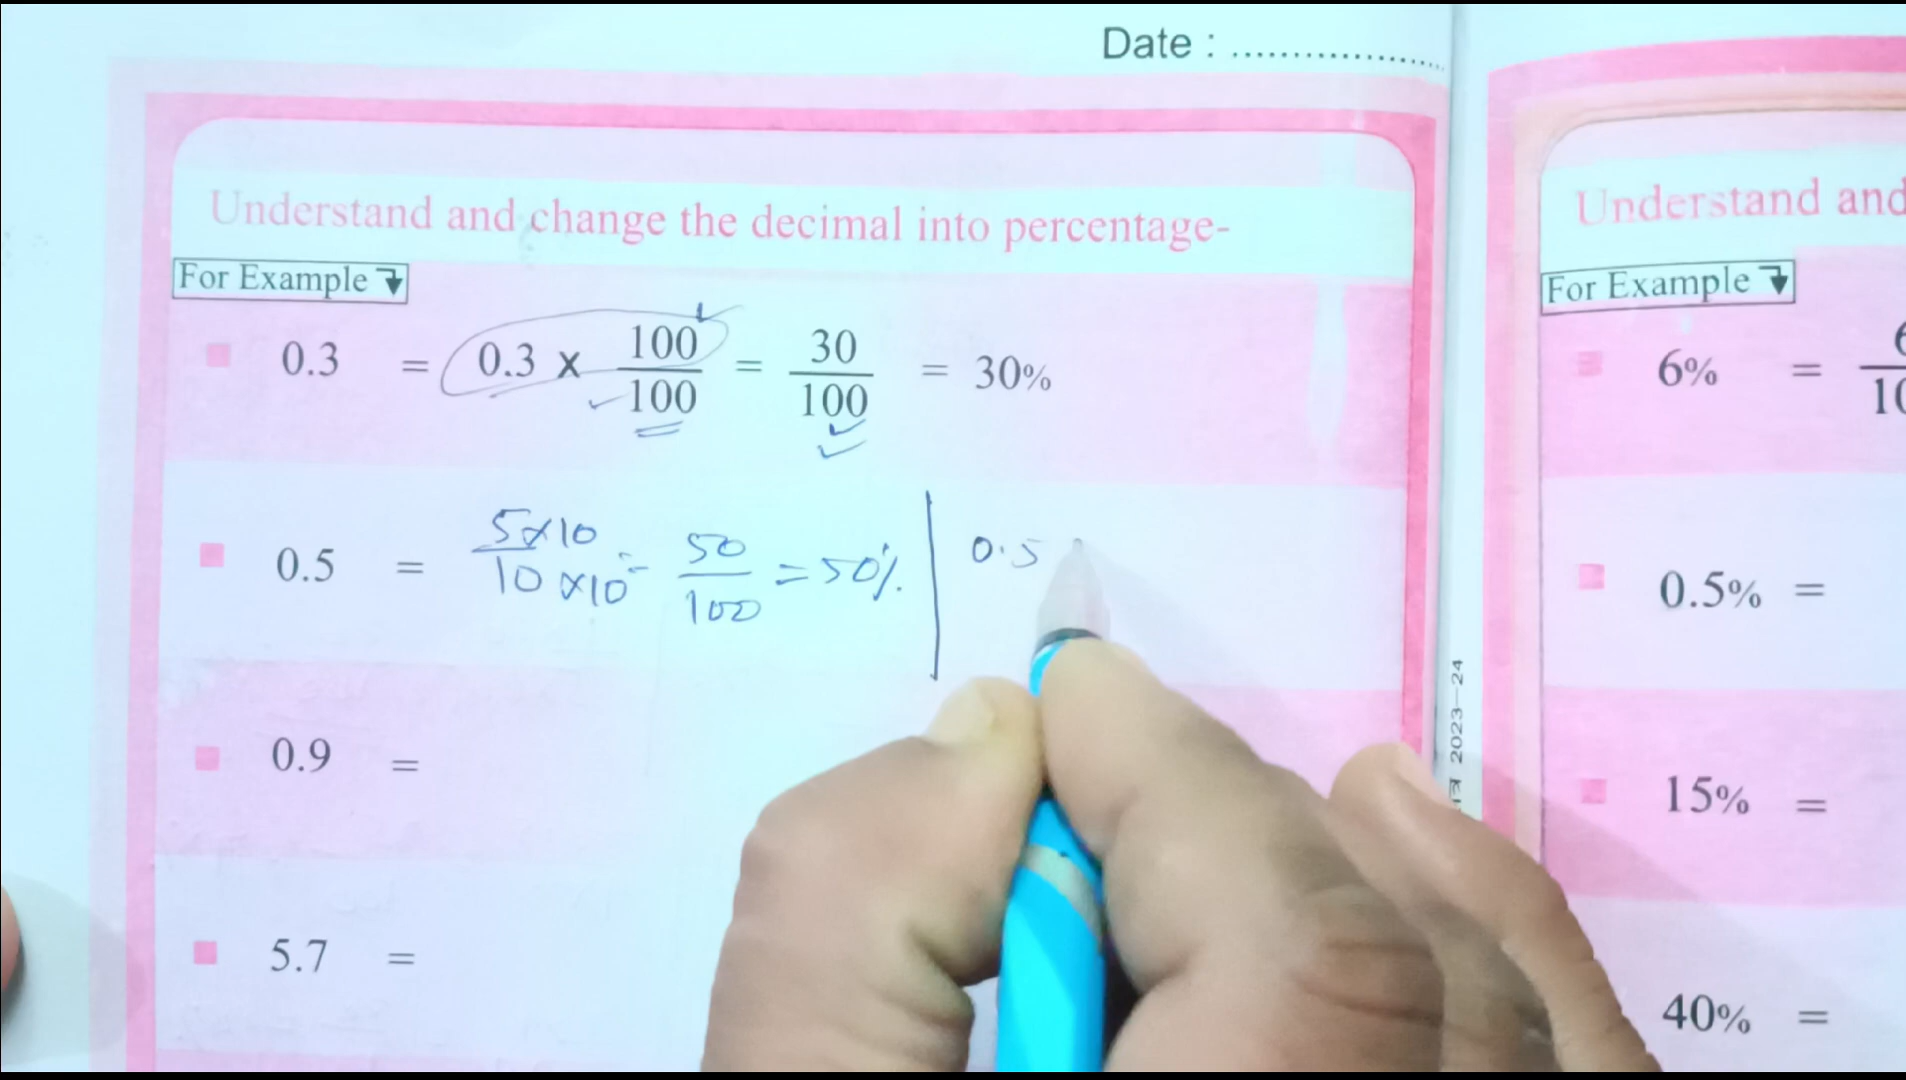 Date : ....................
Understand and change the decimal into percentage-
For Example
0.3 = 0.3 x 100/100 = 30/100 = 30%
0.5 = 5x10/10x10 = 50/100 = 50% | 0.5
0.9 =
5.7 =
2023–24
Understand and
For Example
6% =
0.5% =
15% =
40% =